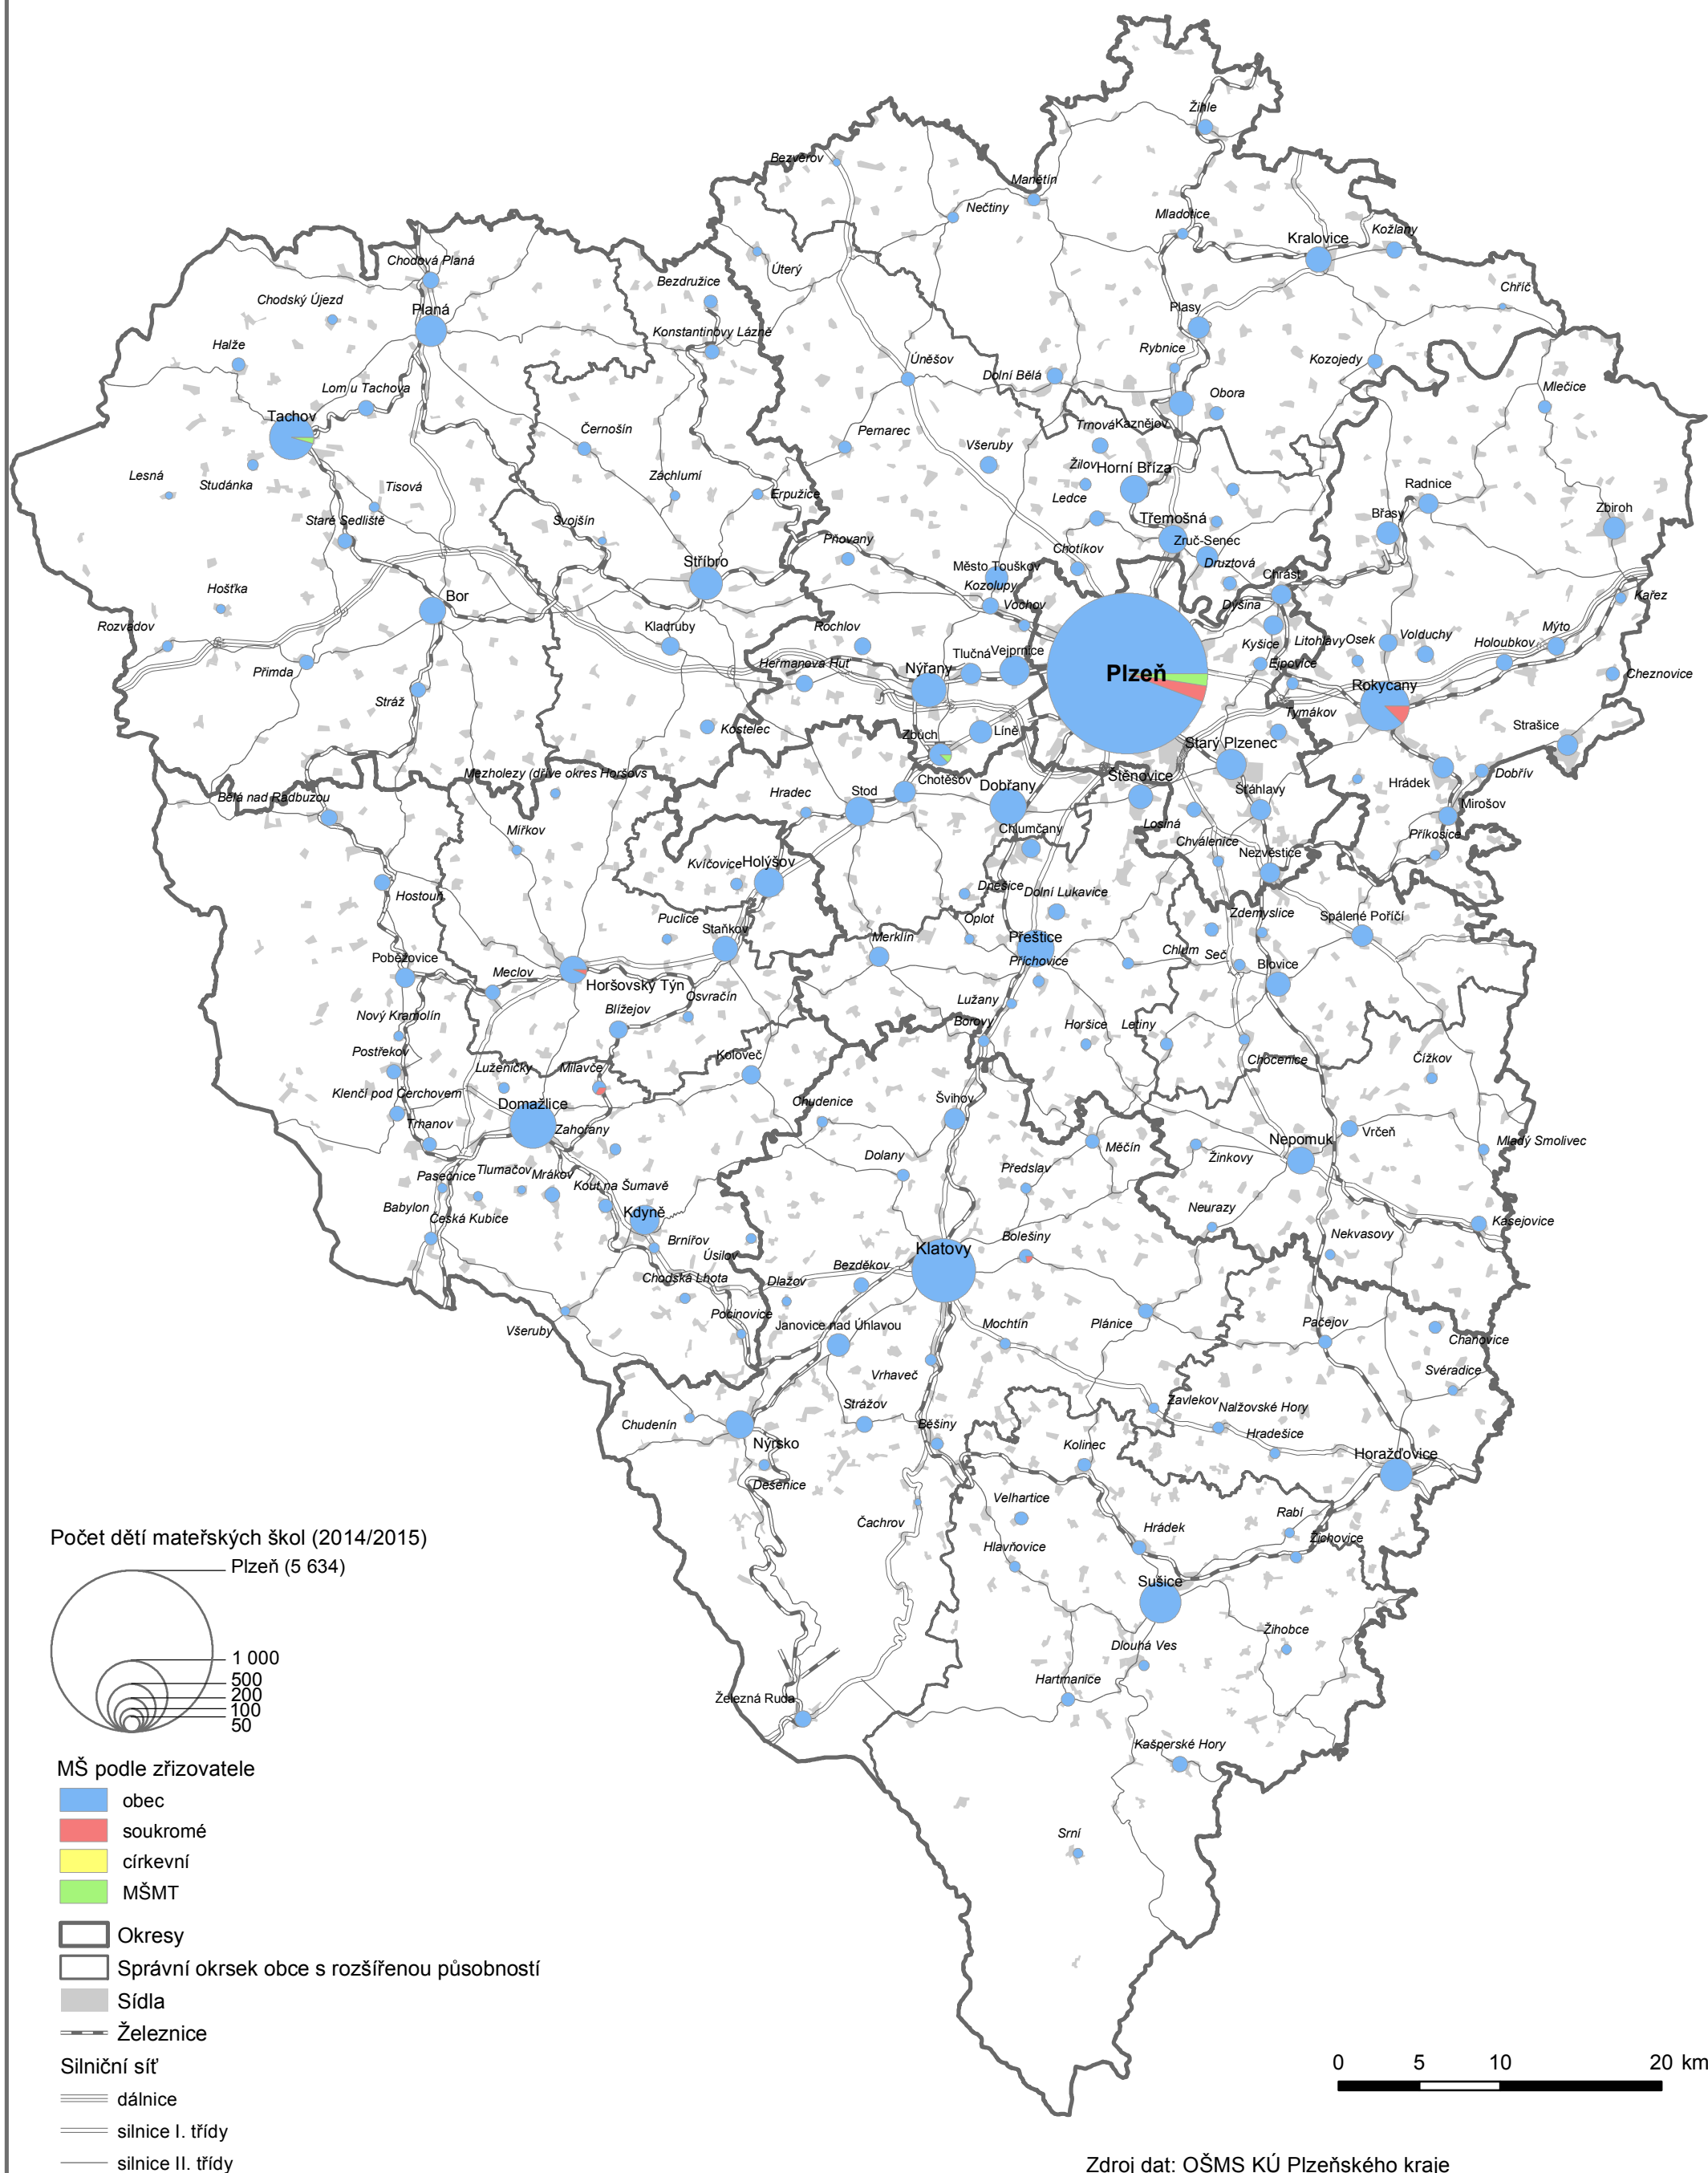 Žihle
Bezvěrov
Manětín
Nečtiny
Mladotice
Kralovice
Kožlany
Úterý
Chodová Planá
Bezdružice
Chříč
Chodský Újezd
Planá
Plasy
Konstantinovy Lázně
Halže
Rybnice
Kozojedy
Úněšov
Dolní Bělá
Lom u Tachova
Mlečice
Obora
Tachov
Trnová
Kaznějov
Černošín
Pernarec
Všeruby
Žilov
Horní Bříza
Lesná
Studánka
Záchlumí
Tisová
Erpužice
Ledce
Radnice
Břasy
Zbiroh
Staré Sedliště
Svojšín
Třemošná
Pňovany
Zruč-Senec
Chotíkov
Stříbro
Město Touškov
Druztová
Chrást
Kozolupy
Hošťka
Bor
Vochov
Dýšina
Kařez
Rozvadov
Kladruby
Rochlov
Kyšice
Litohlavy
Osek
Volduchy
Holoubkov
Mýto
Přimda
Heřmanova Huť
Nýřany
Tlučná
Vejprnice
Plzeň
Ejpovice
Cheznovice
Rokycany
Stráž
Kostelec
Zbůch
Líně
Tymákov
Strašice
Starý Plzenec
Mezholezy (dříve okres Horšovs
Chotěšov
Dobřany
Štěnovice
Hrádek
Dobřív
Bělá nad Radbuzou
Hradec
Stod
Šťáhlavy
Mirošov
Mířkov
Chlumčany
Losiná
Příkosice
Chválenice
Nezvěstice
Kvíčovice
Holýšov
Hostouň
Dnešice
Dolní Lukavice
Puclice
Staňkov
Oplot
Zdemyslice
Spálené Poříčí
Merklín
Přeštice
Chlum
Seč
Poběžovice
Meclov
Příchovice
Blovice
Horšovský Týn
Osvračín
Lužany
Nový Kramolín
Blížejov
Borovy
Horšice
Letiny
Postřekov
Koloveč
Chocenice
Čížkov
Luženičky
Milavče
Klenčí pod Čerchovem
Domažlice
Chudenice
Švihov
Trhanov
Zahořany
Nepomuk
Vrčeň
Mladý Smolivec
Dolany
Měčín
Žinkovy
Pasečnice
Tlumačov
Mrákov
Předslav
Kout na Šumavě
Babylon
Česká Kubice
Kdyně
Neurazy
Kasejovice
Brnířov
Úsilov
Klatovy
Bolešiny
Nekvasovy
Bezděkov
Chodská Lhota
Dlažov
Pocinovice
Janovice nad Úhlavou
Mochtín
Plánice
Pačejov
Chanovice
Všeruby
Vrhaveč
Svéradice
Strážov
Chudenín
Běšiny
Zavlekov
Nalžovské Hory
Hradešice
Nýrsko
Kolinec
Horažďovice
Dešenice
Velhartice
Čachrov
Rabí
Hrádek
Žichovice
Hlavňovice
Sušice
Žihobce
Dlouhá Ves
Hartmanice
Železná Ruda
Kašperské Hory
Srní
Počet dětí mateřských škol (2014/2015)
Plzeň (5 634)
1 000
500
200
100
50
MŠ podle zřizovatele
obec
soukromé
církevní
MŠMT
Okresy
Správní okrsek obce s rozšířenou působností
Sídla
Železnice
Silniční síť
dálnice
silnice I. třídy
silnice II. třídy
0 5 10 20 km
Zdroj dat: OŠMS KÚ Plzeňského kraje